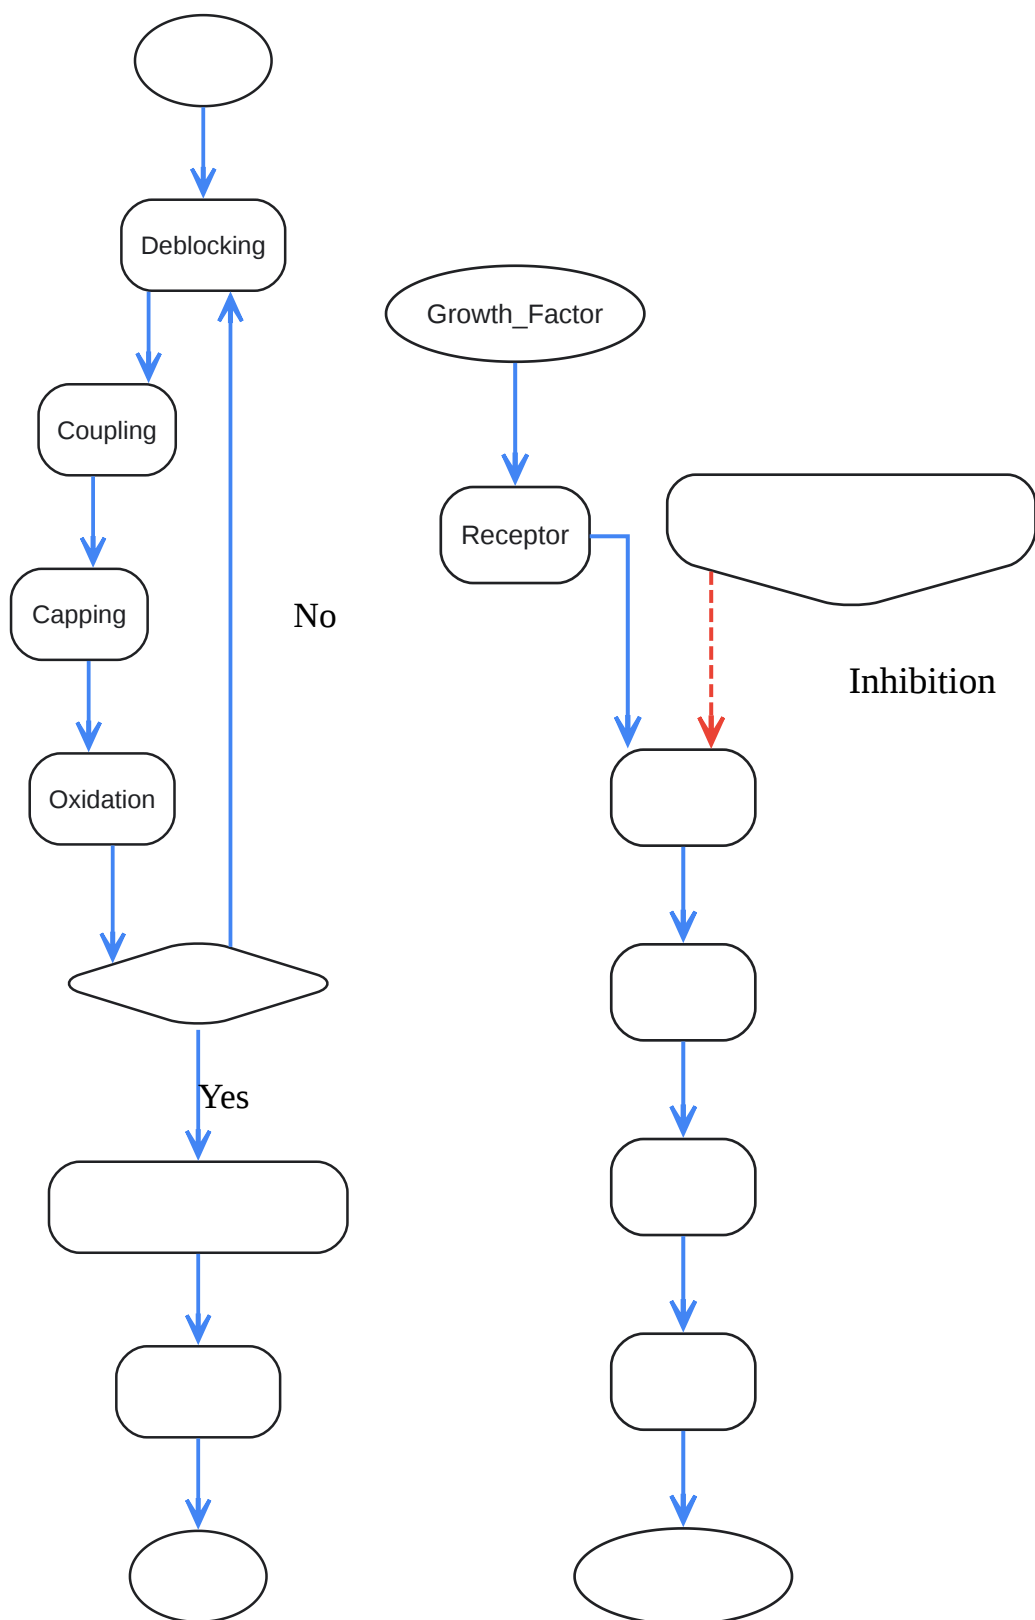 Deblocking
Growth_Factor
Coupling
Receptor
Capping
No
Inhibition
Oxidation
Yes